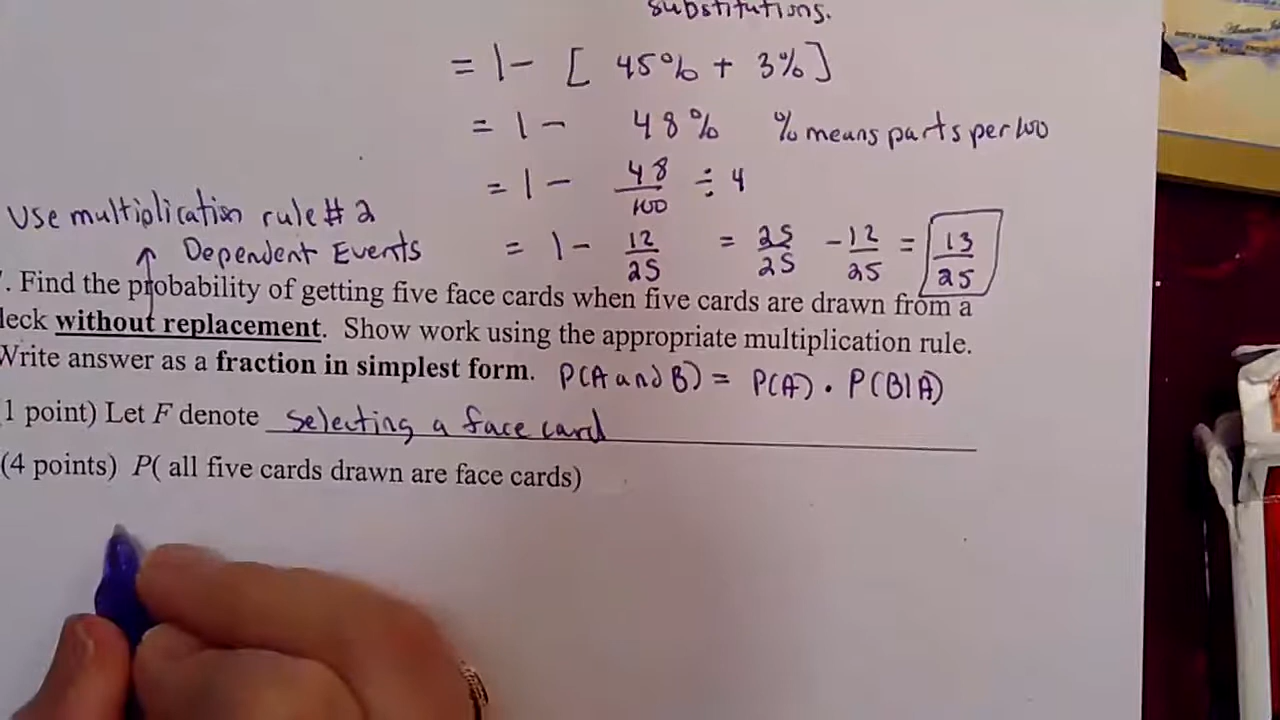 substitutions.
= 1 - [ 45% + 3% ]
= 1 - 48% % means parts per 100
= 1 - 48/100 ÷ 4
Use multiplication rule # 2
Dependent Events
= 1 - 12/25 = 25/25 - 12/25 = 13/25
. Find the probability of getting five face cards when five cards are drawn from a
deck without replacement. Show work using the appropriate multiplication rule.
Write answer as a fraction in simplest form. P(A and B) = P(A) · P(B|A)
1 point) Let F denote selecting a face card
(4 points) P( all five cards drawn are face cards)